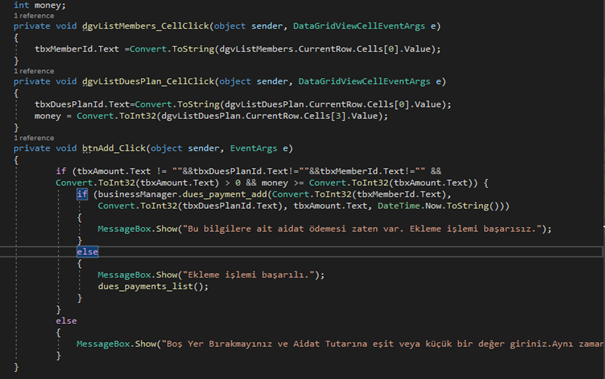 int money;
1 reference
private void dgvListMembers_CellClick(object sender, DataGridViewCellEventArgs e)
{
tbxMemberId.Text =Convert.ToString(dgvListMembers.CurrentRow.Cells[0].Value);
}
1 reference
private void dgvListDuesPlan_CellClick(object sender, DataGridViewCellEventArgs e)
{
tbxDuesPlanId.Text=Convert.ToString(dgvListDuesPlan.CurrentRow.Cells[0].Value);
money = Convert.ToInt32(dgvListDuesPlan.CurrentRow.Cells[3].Value);
}
1 reference
private void btnAdd_Click(object sender, EventArgs e)
{
if (tbxAmount.Text != ""&&tbxDuesPlanId.Text!=""&&tbxMemberId.Text!="" &&
Convert.ToInt32(tbxAmount.Text) > 0 && money >= Convert.ToInt32(tbxAmount.Text)) {
if (businessManager.dues_payment_add(Convert.ToInt32(tbxMemberId.Text),
Convert.ToInt32(tbxDuesPlanId.Text), tbxAmount.Text, DateTime.Now.ToString()))
{
MessageBox.Show("Bu bilgilere ait aidat ödemesi zaten var. Ekleme işlemi başarısız.");
}
else
{
MessageBox.Show("Ekleme işlemi başarılı.");
dues_payments_list();
}
}
else
{
MessageBox.Show("Boş Yer Bırakmayınız ve Aidat Tutarına eşit veya küçük bir değer giriniz.Aynı zaman
}
}